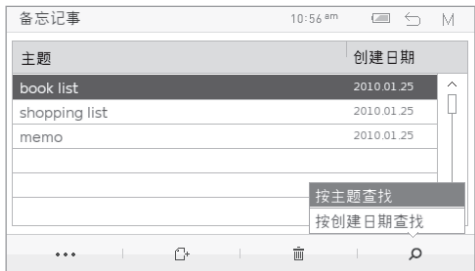 备忘记事 10:56 am M
主题 创建日期
book list 2010.01.25
shopping list 2010.01.25
memo 2010.01.25
按主题查找
按创建日期查找